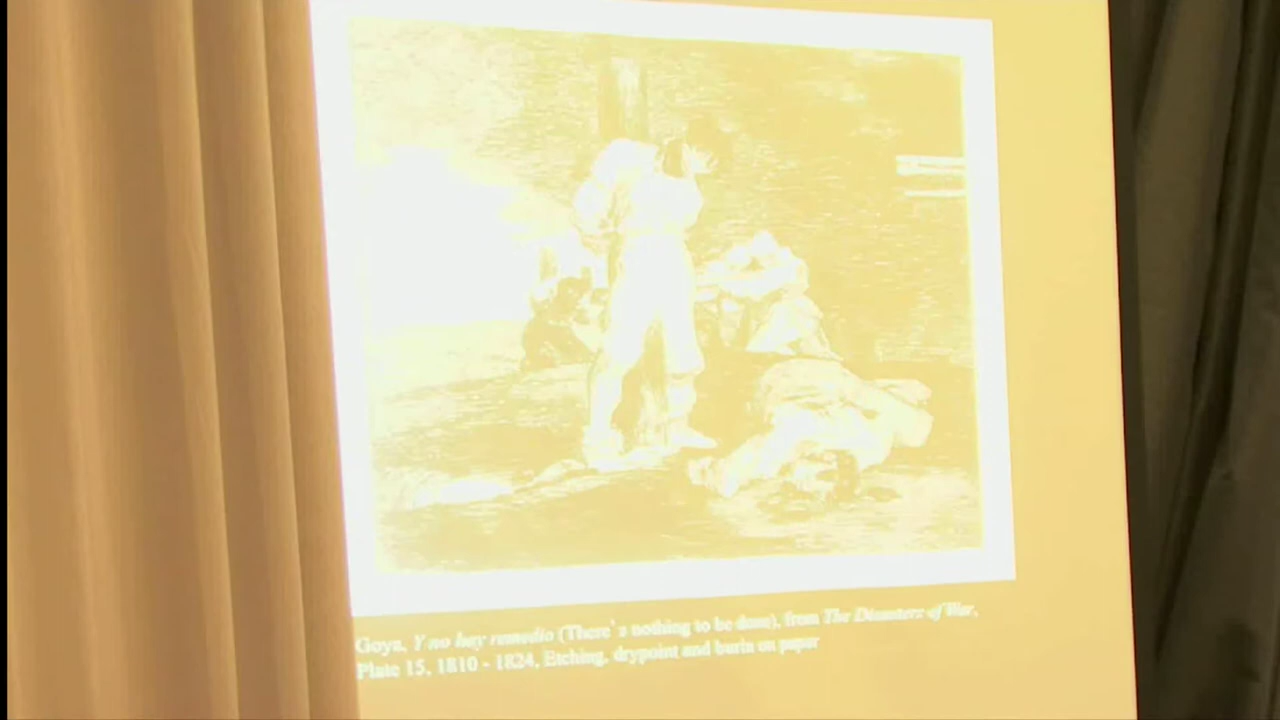 Goya, Y no hay remedio (There's nothing to be done), from The Disasters of War,
Plate 15, 1810 - 1824, Etching, drypoint and burin on paper